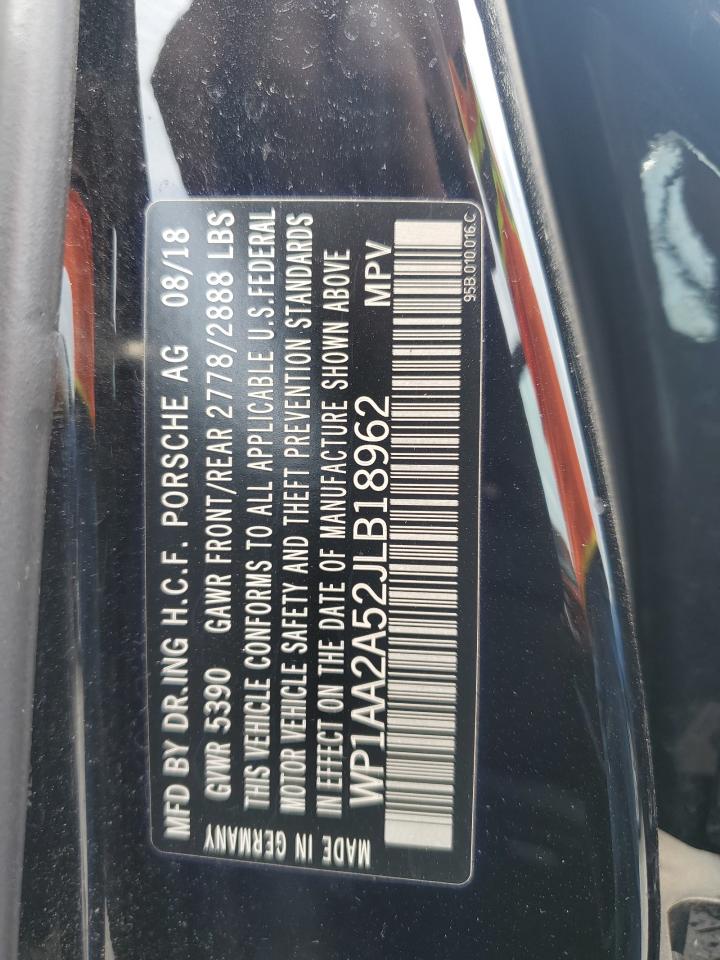 MFD BY DR.ING H.C.F. PORSCHE AG 08/18
GVWR 5390 GAWR FRONT/REAR 2778/2888 LBS
THIS VEHICLE CONFORMS TO ALL APPLICABLE U.S.FEDERAL
MOTOR VEHICLE SAFETY AND THEFT PREVENTION STANDARDS
IN EFFECT ON THE DATE OF MANUFACTURE SHOWN ABOVE
WP1AA2A52JLB18962 MPV
95B.010.016.C
MADE IN GERMANY